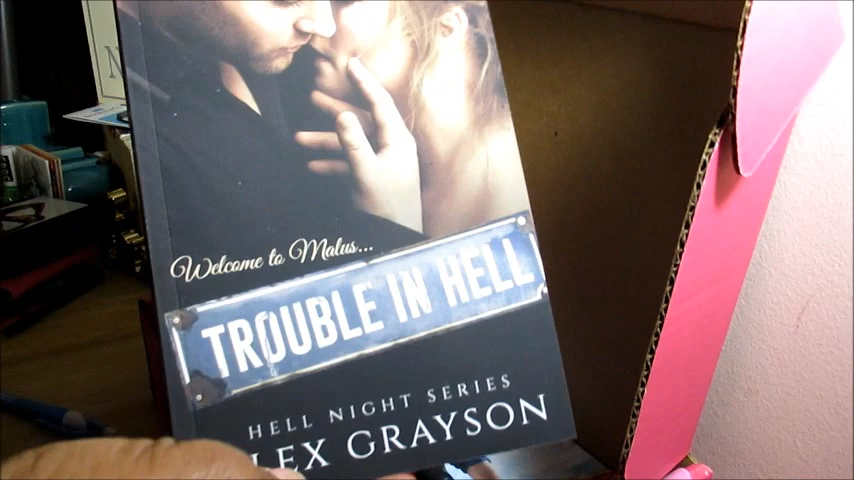 N
Welcome to Malus...
TROUBLE IN HELL
HELL NIGHT SERIES
LEX GRAYSON